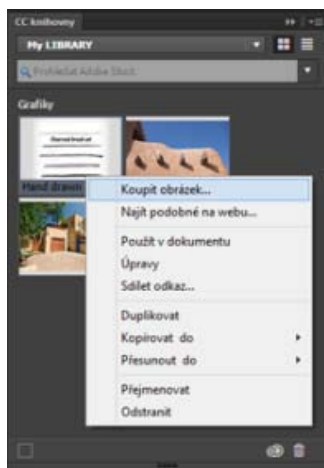 CC knihovny
My LIBRARY
Prohledat Adobe Stock
Grafiky
Hand drawn
Koupit obrázek...
Najít podobné na webu...
Použít v dokumentu
Úpravy
Sdílet odkaz...
Duplikovat
Kopírovat do
Přesunout do
Přejmenovat
Odstranit